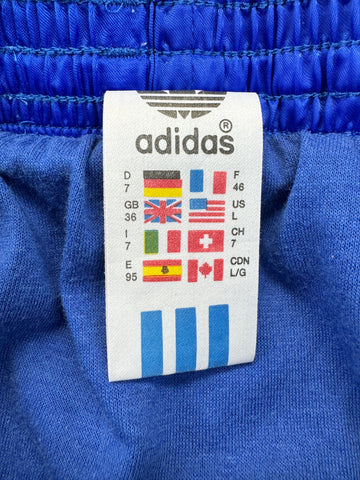 adidas®
D F
7 46
GB US
36 L
I CH
7 7
E CDN
95 L/G